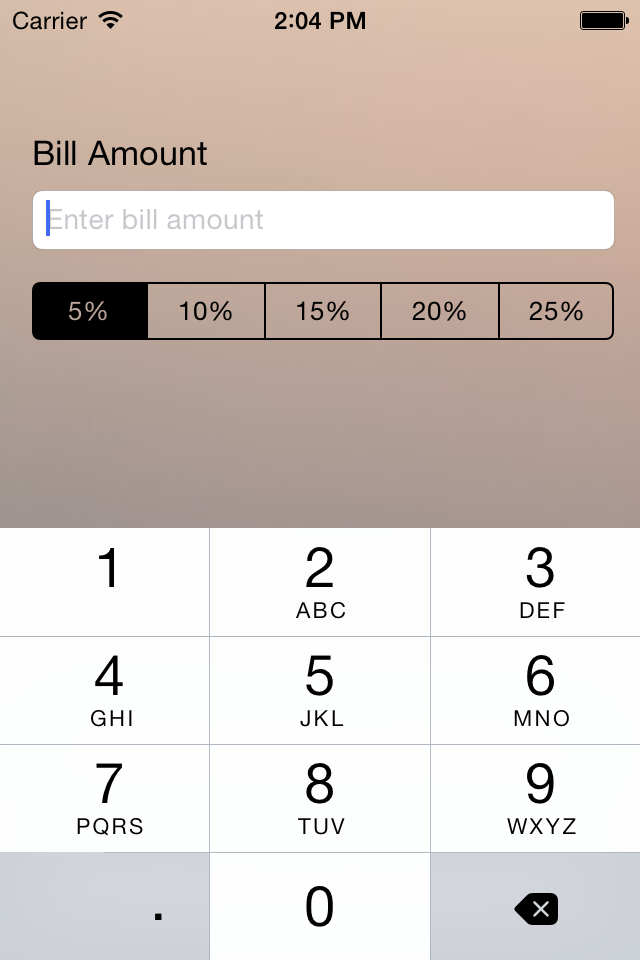 Carrier 2:04 PM
Bill Amount
Enter bill amount
5% 10% 15% 20% 25%
1 2 3
ABC DEF
4 5 6
GHI JKL MNO
7 8 9
PQRS TUV WXYZ
. 0